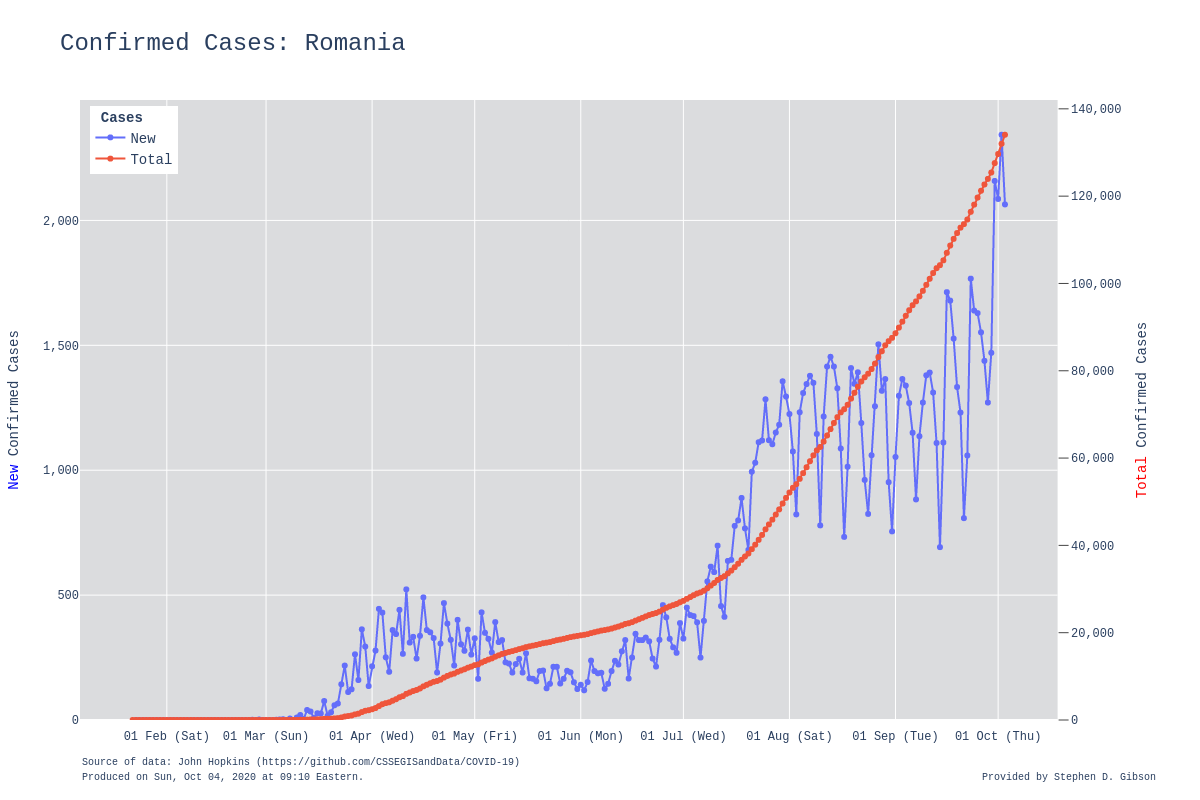 Confirmed Cases: Romania
Cases
New
Total
140,000
120,000
100,000
80,000
60,000
40,000
20,000
0
2,000
1,500
1,000
500
0
New Confirmed Cases
Total Confirmed Cases
01 Feb (Sat)
01 Mar (Sun)
01 Apr (Wed)
01 May (Fri)
01 Jun (Mon)
01 Jul (Wed)
01 Aug (Sat)
01 Sep (Tue)
01 Oct (Thu)
Source of data: John Hopkins (https://github.com/CSSEGISandData/COVID-19)
Produced on Sun, Oct 04, 2020 at 09:10 Eastern.
Provided by Stephen D. Gibson